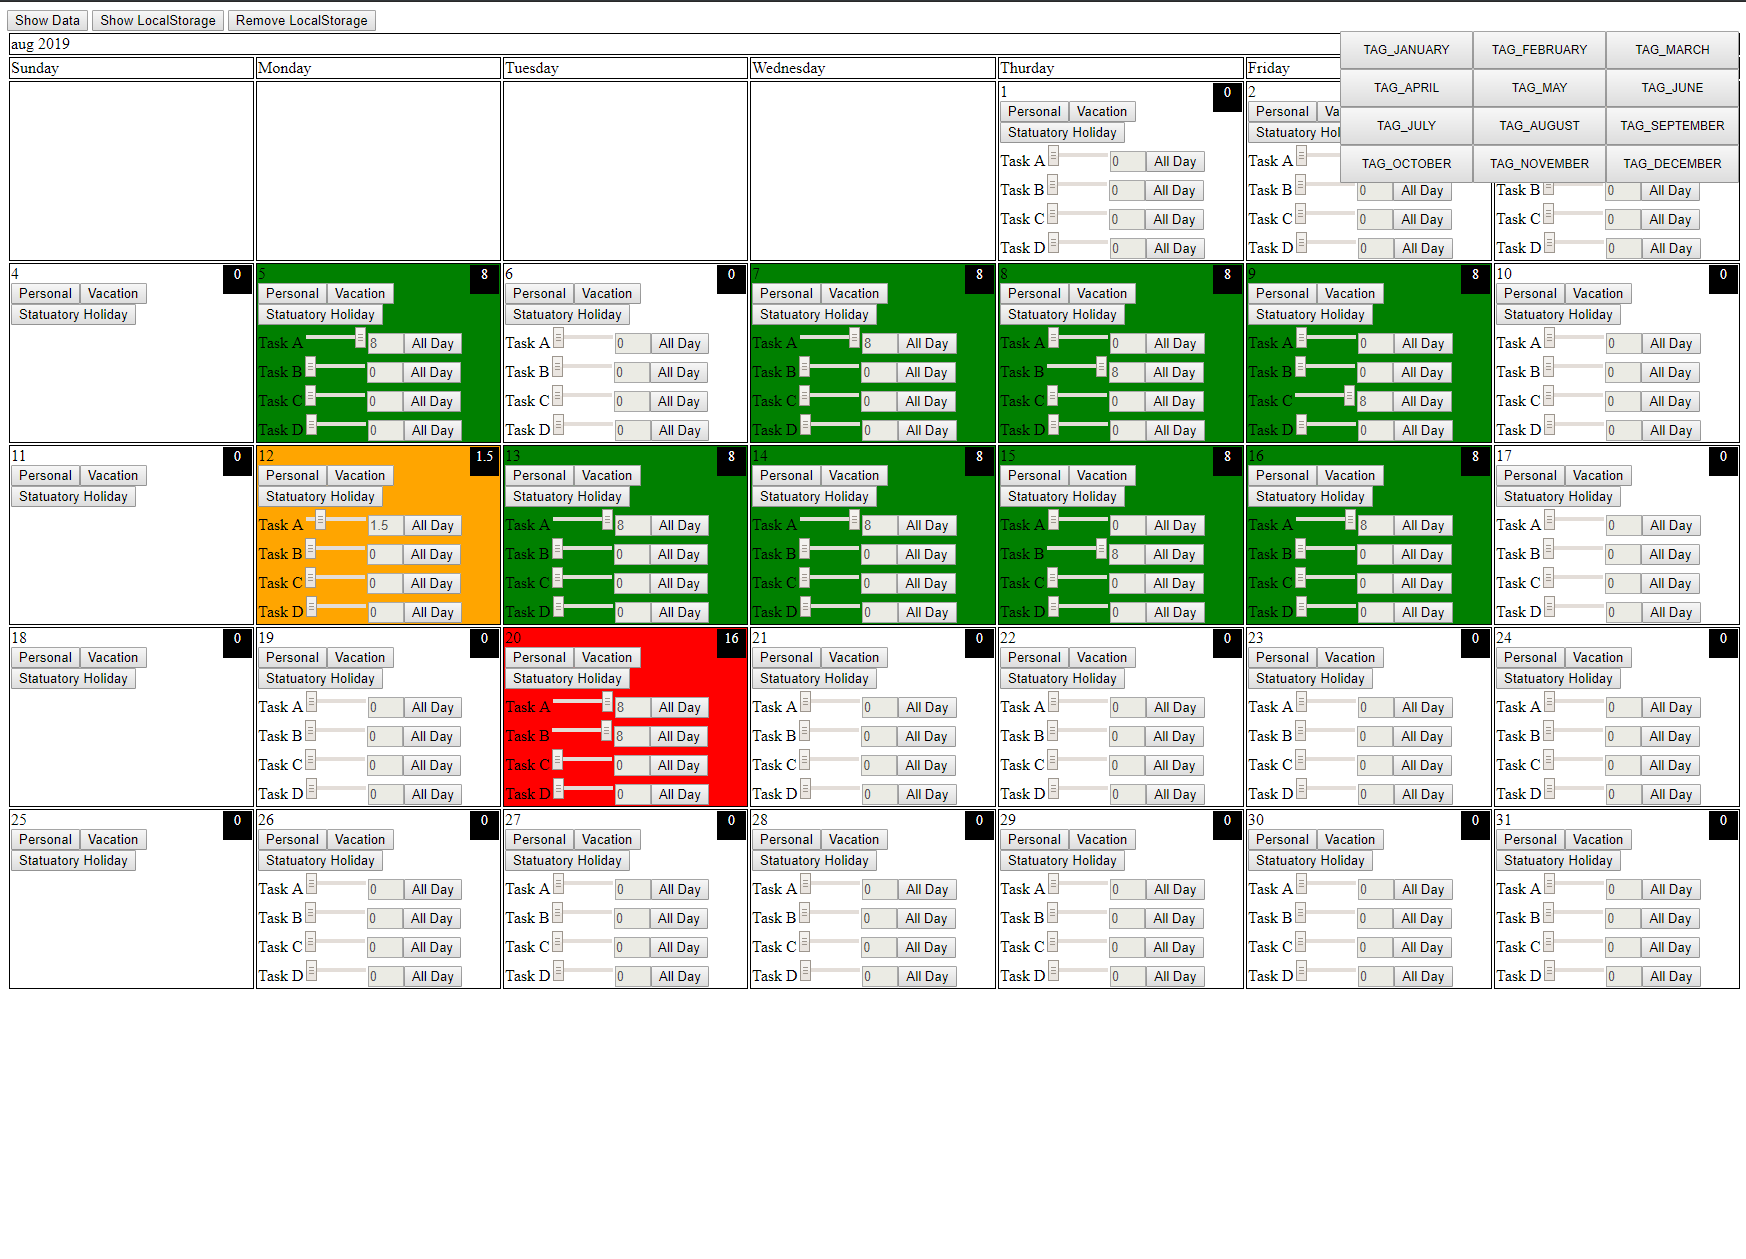 Show Data Show LocalStorage Remove LocalStorage
aug 2019
TAG_JANUARY TAG_FEBRUARY TAG_MARCH
TAG_APRIL TAG_MAY TAG_JUNE
TAG_JULY TAG_AUGUST TAG_SEPTEMBER
TAG_OCTOBER TAG_NOVEMBER TAG_DECEMBER
Sunday Monday Tuesday Wednesday Thurday Friday
1 0 2
Personal Vacation Personal Va
Statuatory Holiday Statuatory Hol
Task A 0 All Day Task A
Task B 0 All Day Task B 0 All Day Task B 0 All Day
Task C 0 All Day Task C 0 All Day Task C 0 All Day
Task D 0 All Day Task D 0 All Day Task D 0 All Day
4 0 5 8 6 0 7 8 8 8 9 8 10 0
Personal Vacation Personal Vacation Personal Vacation Personal Vacation Personal Vacation Personal Vacation Personal Vacation
Statuatory Holiday Statuatory Holiday Statuatory Holiday Statuatory Holiday Statuatory Holiday Statuatory Holiday Statuatory Holiday
Task A 8 All Day Task A 0 All Day Task A 8 All Day Task A 0 All Day Task A 0 All Day Task A 0 All Day
Task B 0 All Day Task B 0 All Day Task B 0 All Day Task B 8 All Day Task B 0 All Day Task B 0 All Day
Task C 0 All Day Task C 0 All Day Task C 0 All Day Task C 0 All Day Task C 8 All Day Task C 0 All Day
Task D 0 All Day Task D 0 All Day Task D 0 All Day Task D 0 All Day Task D 0 All Day Task D 0 All Day
11 0 12 1.5 13 8 14 8 15 8 16 8 17 0
Personal Vacation Personal Vacation Personal Vacation Personal Vacation Personal Vacation Personal Vacation Personal Vacation
Statuatory Holiday Statuatory Holiday Statuatory Holiday Statuatory Holiday Statuatory Holiday Statuatory Holiday Statuatory Holiday
Task A 1.5 All Day Task A 8 All Day Task A 8 All Day Task A 0 All Day Task A 8 All Day Task A 0 All Day
Task B 0 All Day Task B 0 All Day Task B 0 All Day Task B 8 All Day Task B 0 All Day Task B 0 All Day
Task C 0 All Day Task C 0 All Day Task C 0 All Day Task C 0 All Day Task C 0 All Day Task C 0 All Day
Task D 0 All Day Task D 0 All Day Task D 0 All Day Task D 0 All Day Task D 0 All Day Task D 0 All Day
18 0 19 0 20 16 21 0 22 0 23 0 24 0
Personal Vacation Personal Vacation Personal Vacation Personal Vacation Personal Vacation Personal Vacation Personal Vacation
Statuatory Holiday Statuatory Holiday Statuatory Holiday Statuatory Holiday Statuatory Holiday Statuatory Holiday Statuatory Holiday
Task A 0 All Day Task A 8 All Day Task A 0 All Day Task A 0 All Day Task A 0 All Day Task A 0 All Day
Task B 0 All Day Task B 8 All Day Task B 0 All Day Task B 0 All Day Task B 0 All Day Task B 0 All Day
Task C 0 All Day Task C 0 All Day Task C 0 All Day Task C 0 All Day Task C 0 All Day Task C 0 All Day
Task D 0 All Day Task D 0 All Day Task D 0 All Day Task D 0 All Day Task D 0 All Day Task D 0 All Day
25 0 26 0 27 0 28 0 29 0 30 0 31 0
Personal Vacation Personal Vacation Personal Vacation Personal Vacation Personal Vacation Personal Vacation Personal Vacation
Statuatory Holiday Statuatory Holiday Statuatory Holiday Statuatory Holiday Statuatory Holiday Statuatory Holiday Statuatory Holiday
Task A 0 All Day Task A 0 All Day Task A 0 All Day Task A 0 All Day Task A 0 All Day Task A 0 All Day
Task B 0 All Day Task B 0 All Day Task B 0 All Day Task B 0 All Day Task B 0 All Day Task B 0 All Day
Task C 0 All Day Task C 0 All Day Task C 0 All Day Task C 0 All Day Task C 0 All Day Task C 0 All Day
Task D 0 All Day Task D 0 All Day Task D 0 All Day Task D 0 All Day Task D 0 All Day Task D 0 All Day